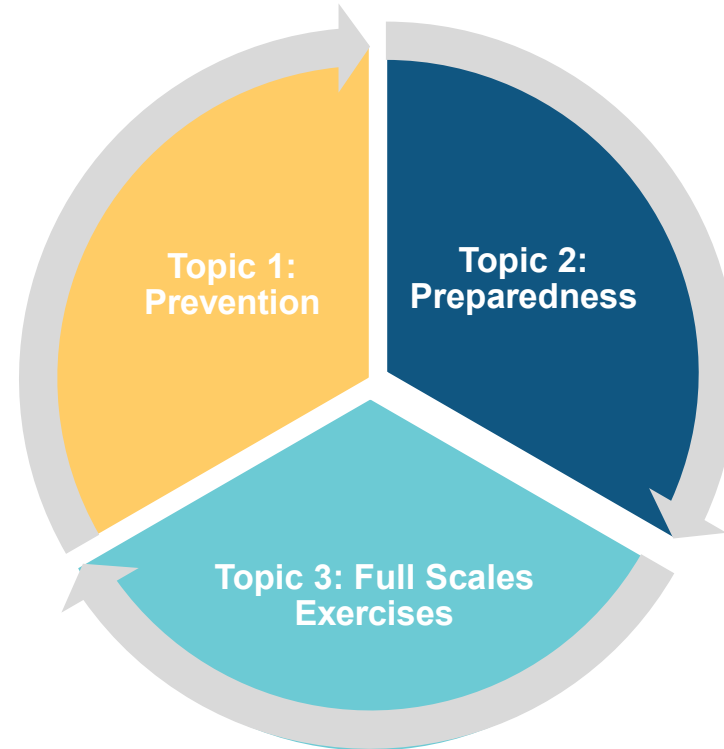 Topic 1:
Prevention
Topic 2:
Preparedness
Topic 3: Full Scales
Exercises